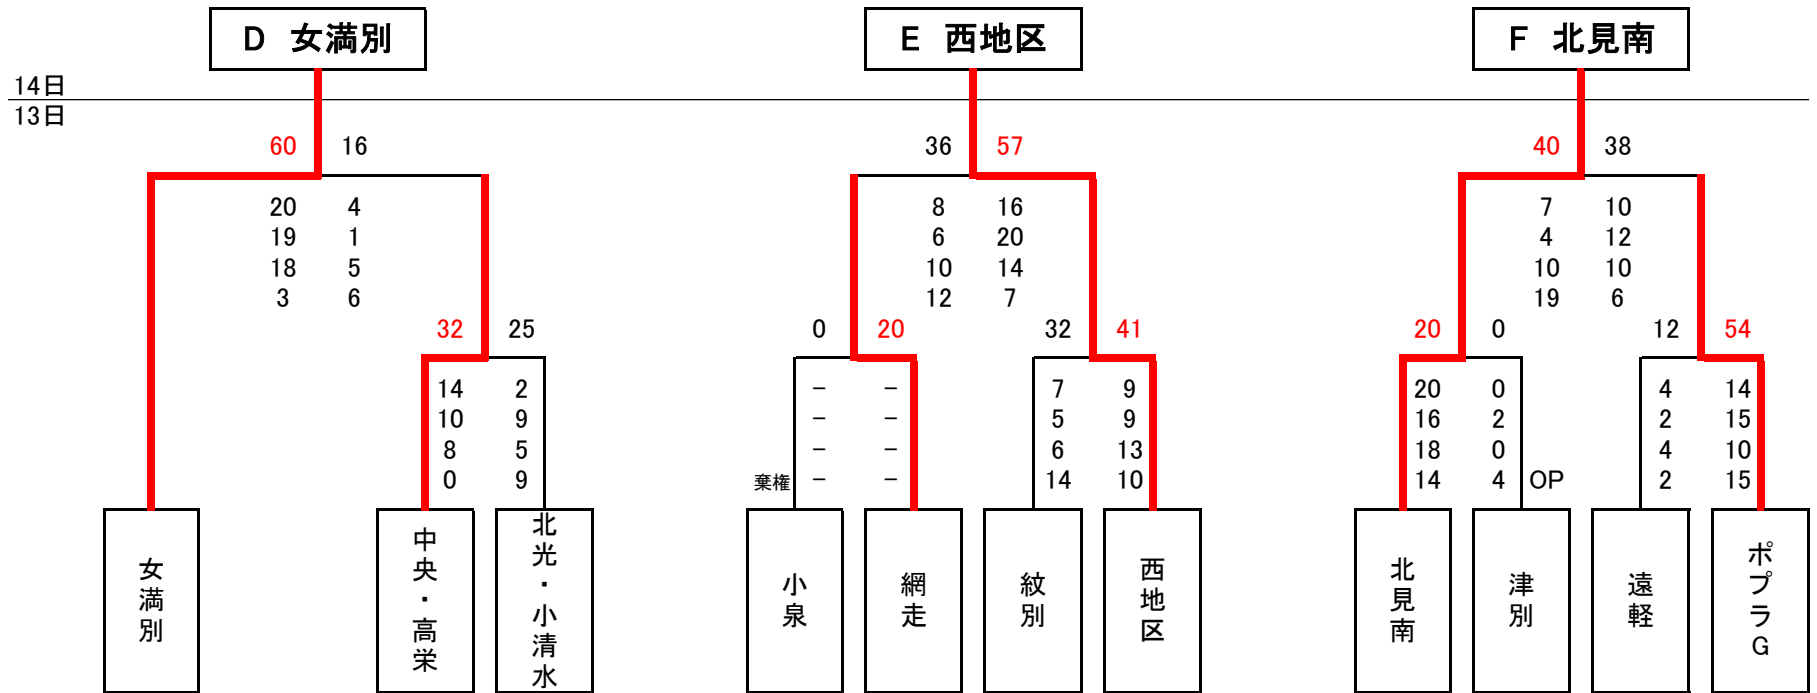 D 女満別
E 西地区
F 北見南
14日
13日
60 16
36 57
40 38
20 4
8 16
7 10
19 1
6 20
4 12
18 5
10 14
10 10
3 6
12 7
19 6
32 25
0 20
32 41
20 0
12 54
14 2
- -
7 9
20 0
4 14
10 9
- -
5 9
16 2
2 15
8 5
- -
6 13
18 0
4 10
0 9
棄権 - -
14 10
14 4 OP
2 15
女満別
中央・高栄
北光・小清水
小泉
網走
紋別
西地区
北見南
津別
遠軽
ポプラG